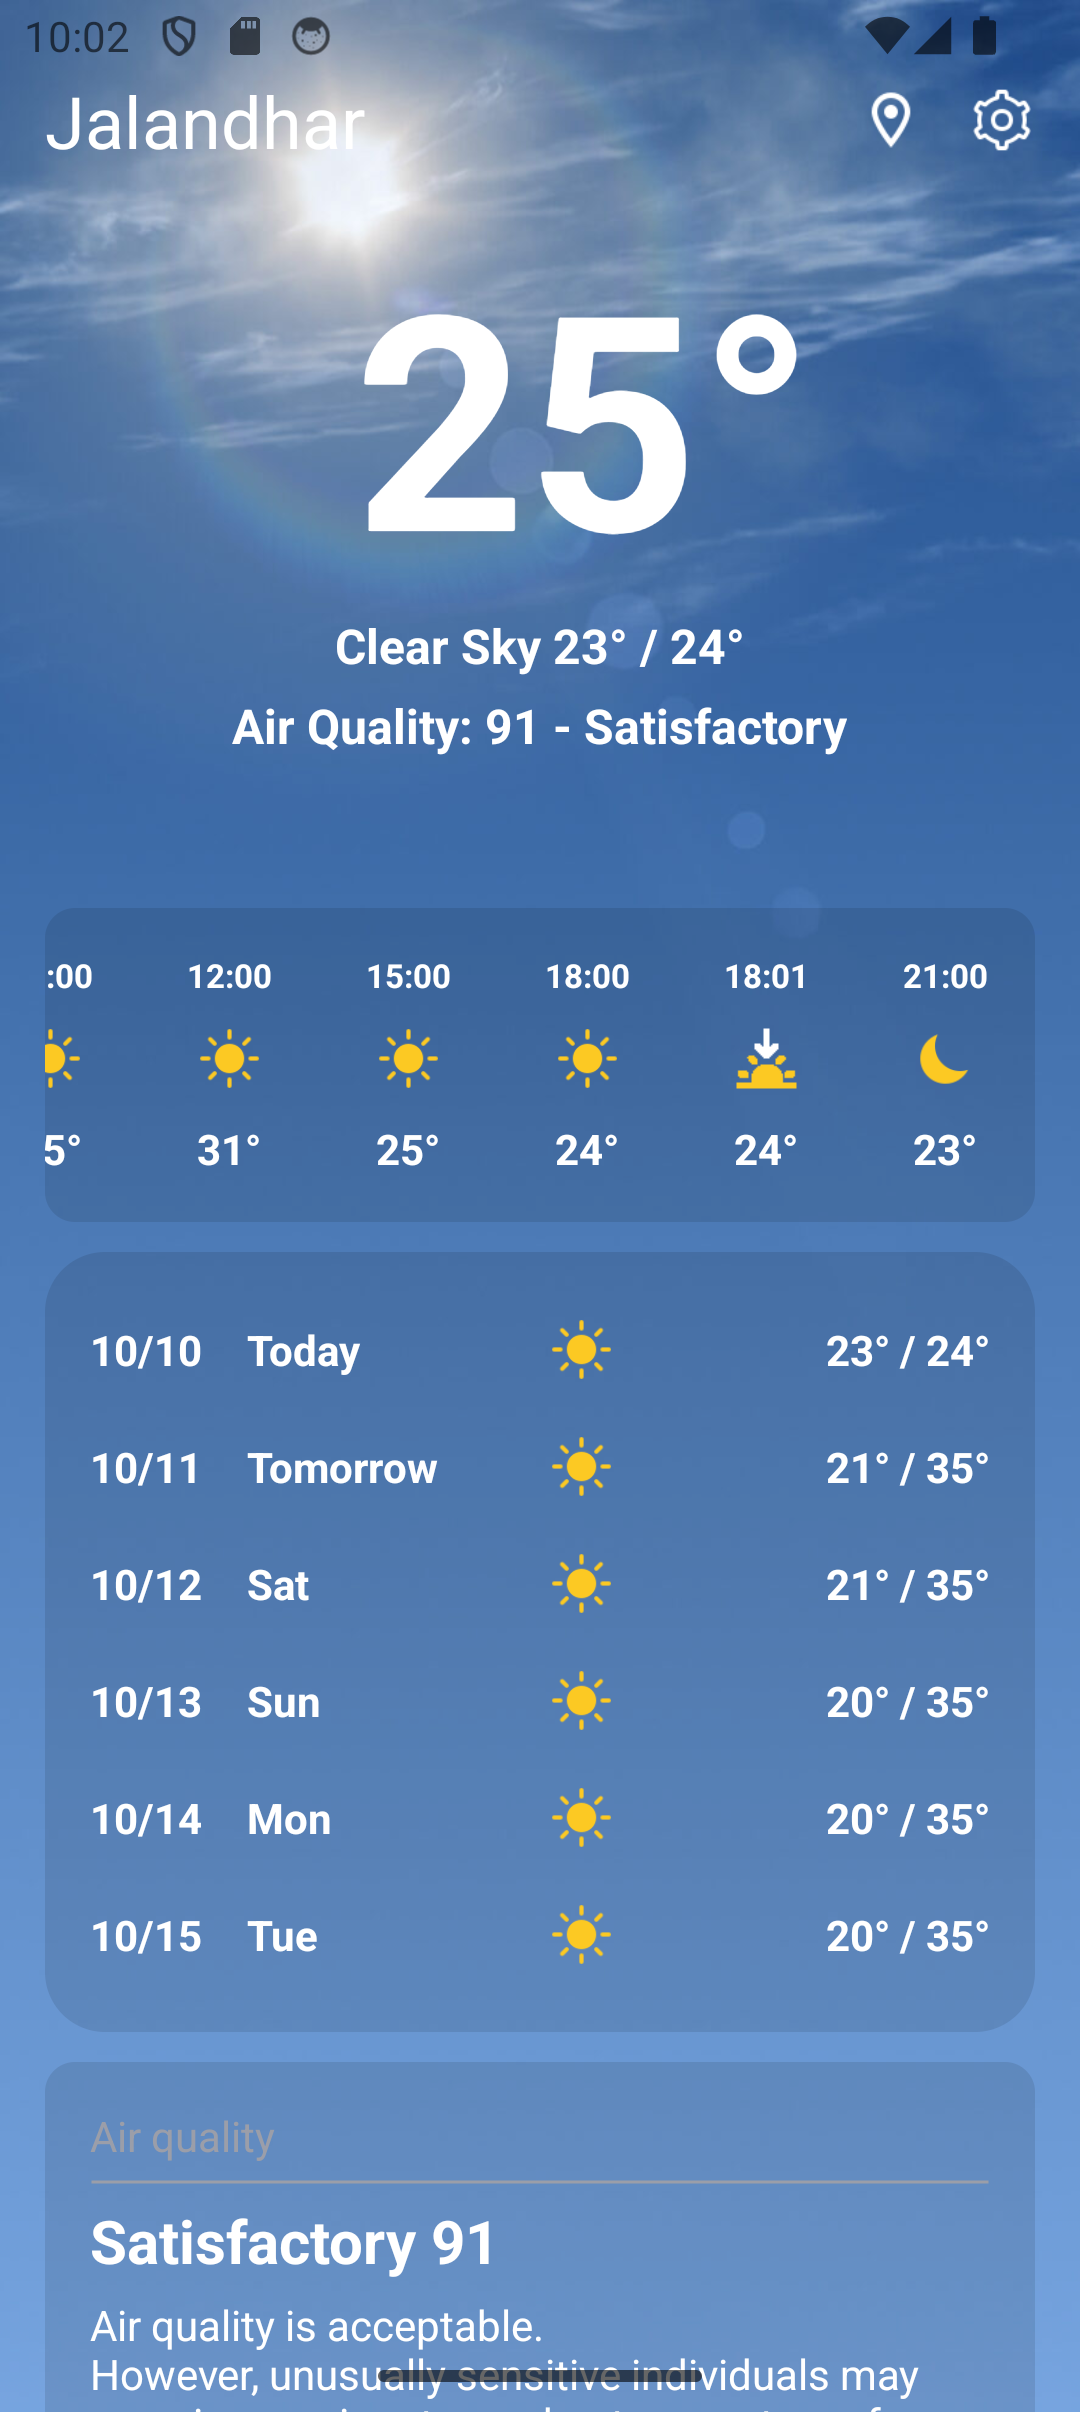 10:02
Jalandhar
25°
Clear Sky 23° / 24°
Air Quality: 91 - Satisfactory
:00 12:00 15:00 18:00 18:01 21:00
5° 31° 25° 24° 24° 23°
10/10 Today 23° / 24°
10/11 Tomorrow 21° / 35°
10/12 Sat 21° / 35°
10/13 Sun 20° / 35°
10/14 Mon 20° / 35°
10/15 Tue 20° / 35°
Air quality
Satisfactory 91
Air quality is acceptable.
However, unusually sensitive individuals may